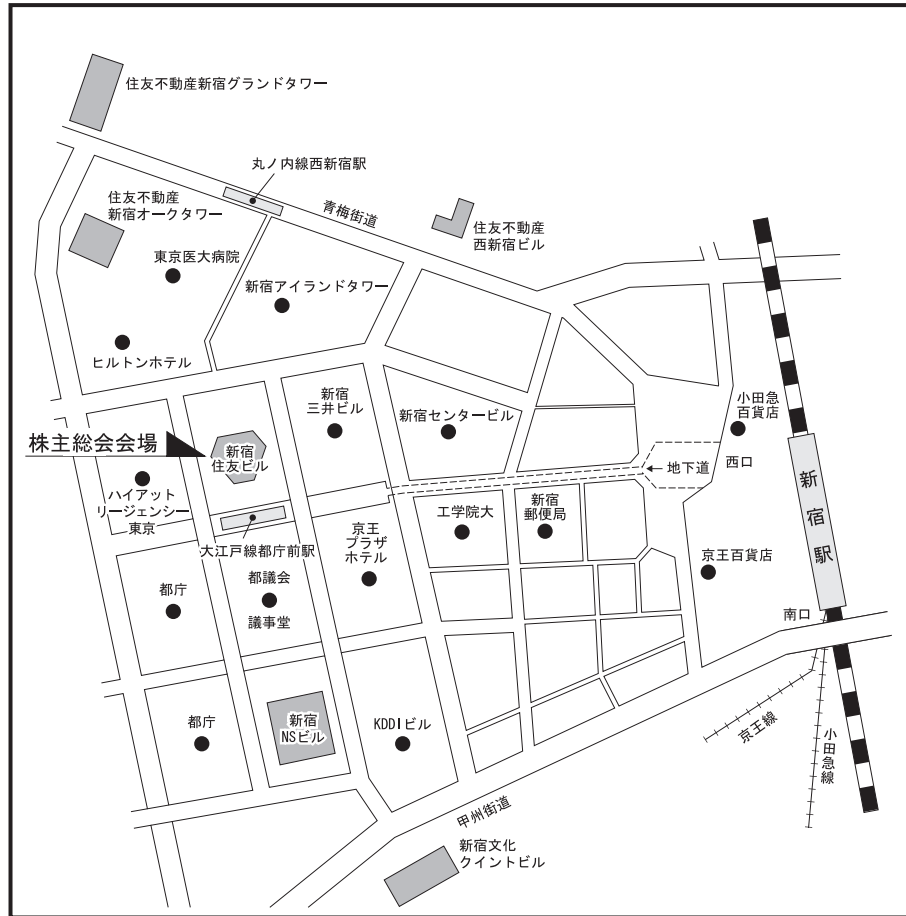 住友不動産新宿グランドタワー
丸ノ内線西新宿駅
青梅街道
住友不動産
新宿オークタワー
住友不動産
西新宿ビル
東京医大病院
新宿アイランドタワー
ヒルトンホテル
新宿
三井ビル
新宿センタービル
小田急
百貨店
株主総会会場
新宿
住友ビル
地下道
西口
ハイアット
リージェンシー
東京
大江戸線都庁前駅
京王
プラザ
ホテル
工学院大
新宿
郵便局
新宿駅
都庁
都議会
議事堂
京王百貨店
南口
都庁
新宿
NSビル
KDDIビル
京王線
小田急線
甲州街道
新宿文化
クイントビル